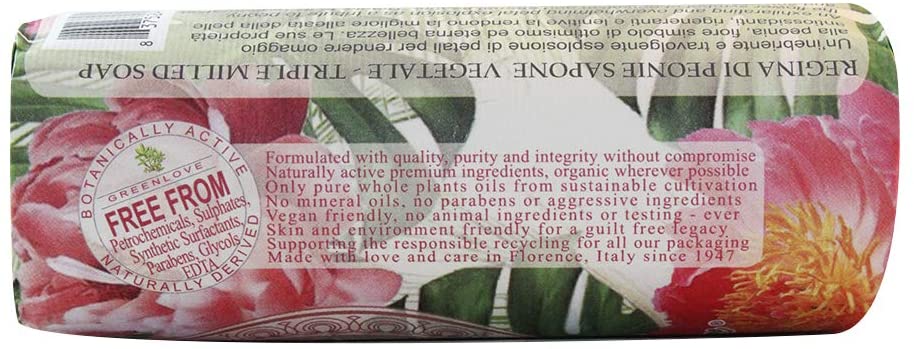 REGINA DI PEONIE SAPONE VEGETALE - TRIPLE MILLED SOAP
Un'inebriente e travolgente esplosione di petali per rendere omaggio
alla peonia, fiore simbolo di ottimismo ed eterna bellezza. Le sue proprietà
antiossidanti, rigeneranti e lenitive la rendono la migliore alleata della pelle
BOTANICALLY ACTIVE
GREENLOVE
FREE FROM
Petrochemicals, Sulphates,
Synthetic Surfactants
Parabens, Glycols
EDTA
NATURALLY DERIVED
Formulated with quality, purity and integrity without compromise
Naturally active premium ingredients, organic wherever possible
Only pure whole plants oils from sustainable cultivation
No mineral oils, no parabens or aggressive ingredients
Vegan friendly, no animal ingredients or testing - ever
Skin and environment friendly for a guilt free legacy
Supporting the responsible recycling for all our packaging
Made with love and care in Florence, Italy since 1947